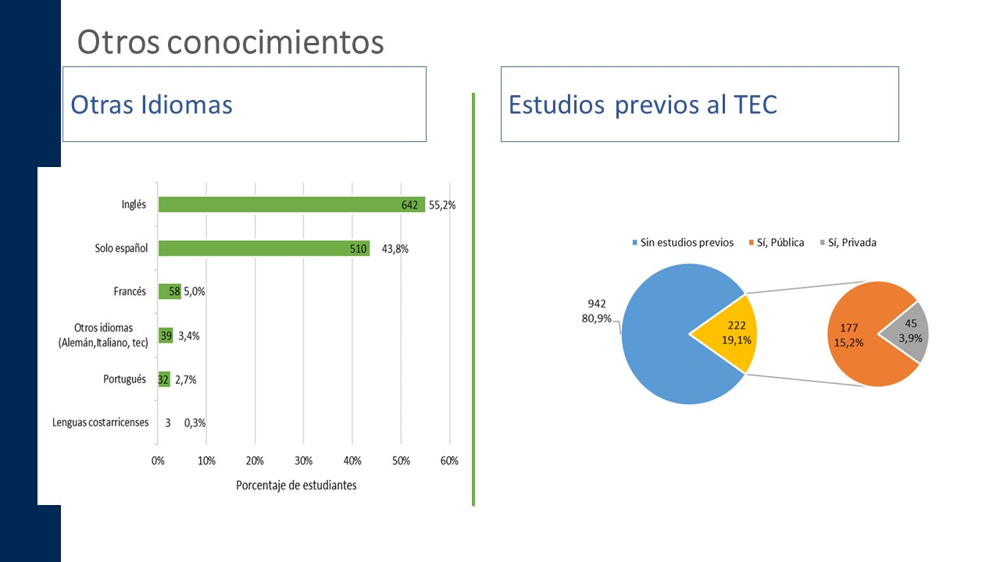 Otros conocimientos
Otras Idiomas
Inglés 642 55,2%
Solo español 510 43,8%
Francés 58 5,0%
Otros idiomas
(Alemán,Italiano, tec) 39 3,4%
Portugués 32 2,7%
Lenguas costarricenses 3 0,3%
0% 10% 20% 30% 40% 50% 60%
Porcentaje de estudiantes
Estudios previos al TEC
Sin estudios previos Sí, Pública Sí, Privada
942
80,9%
222
19,1%
177
15,2%
45
3,9%